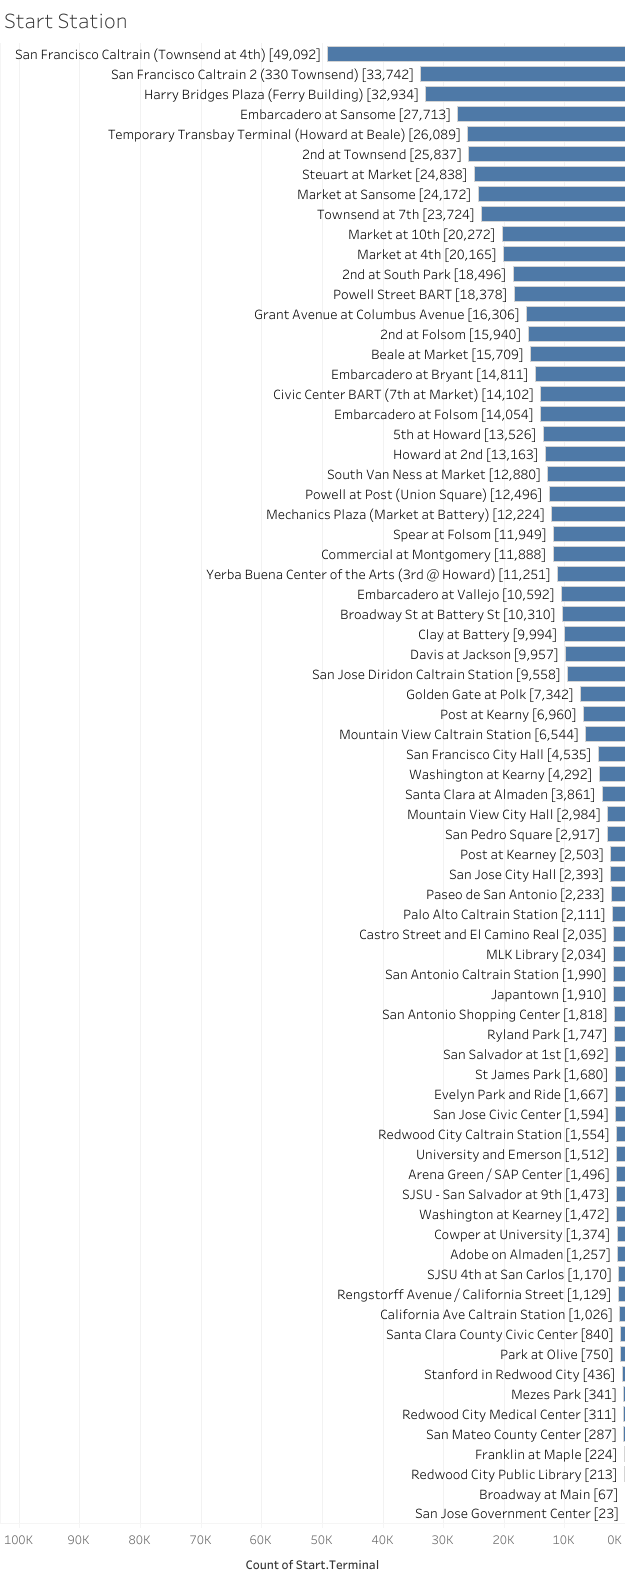 Start Station
San Francisco Caltrain (Townsend at 4th) [49,092]
San Francisco Caltrain 2 (330 Townsend) [33,742]
Harry Bridges Plaza (Ferry Building) [32,934]
Embarcadero at Sansome [27,713]
Temporary Transbay Terminal (Howard at Beale) [26,089]
2nd at Townsend [25,837]
Steuart at Market [24,838]
Market at Sansome [24,172]
Townsend at 7th [23,724]
Market at 10th [20,272]
Market at 4th [20,165]
2nd at South Park [18,496]
Powell Street BART [18,378]
Grant Avenue at Columbus Avenue [16,306]
2nd at Folsom [15,940]
Beale at Market [15,709]
Embarcadero at Bryant [14,811]
Civic Center BART (7th at Market) [14,102]
Embarcadero at Folsom [14,054]
5th at Howard [13,526]
Howard at 2nd [13,163]
South Van Ness at Market [12,880]
Powell at Post (Union Square) [12,496]
Mechanics Plaza (Market at Battery) [12,224]
Spear at Folsom [11,949]
Commercial at Montgomery [11,888]
Yerba Buena Center of the Arts (3rd @ Howard) [11,251]
Embarcadero at Vallejo [10,592]
Broadway St at Battery St [10,310]
Clay at Battery [9,994]
Davis at Jackson [9,957]
San Jose Diridon Caltrain Station [9,558]
Golden Gate at Polk [7,342]
Post at Kearny [6,960]
Mountain View Caltrain Station [6,544]
San Francisco City Hall [4,535]
Washington at Kearny [4,292]
Santa Clara at Almaden [3,861]
Mountain View City Hall [2,984]
San Pedro Square [2,917]
Post at Kearney [2,503]
San Jose City Hall [2,393]
Paseo de San Antonio [2,233]
Palo Alto Caltrain Station [2,111]
Castro Street and El Camino Real [2,035]
MLK Library [2,034]
San Antonio Caltrain Station [1,990]
Japantown [1,910]
San Antonio Shopping Center [1,818]
Ryland Park [1,747]
San Salvador at 1st [1,692]
St James Park [1,680]
Evelyn Park and Ride [1,667]
San Jose Civic Center [1,594]
Redwood City Caltrain Station [1,554]
University and Emerson [1,512]
Arena Green / SAP Center [1,496]
SJSU - San Salvador at 9th [1,473]
Washington at Kearney [1,472]
Cowper at University [1,374]
Adobe on Almaden [1,257]
SJSU 4th at San Carlos [1,170]
Rengstorff Avenue / California Street [1,129]
California Ave Caltrain Station [1,026]
Santa Clara County Civic Center [840]
Park at Olive [750]
Stanford in Redwood City [436]
Mezes Park [341]
Redwood City Medical Center [311]
San Mateo County Center [287]
Franklin at Maple [224]
Redwood City Public Library [213]
Broadway at Main [67]
San Jose Government Center [23]
100K 90K 80K 70K 60K 50K 40K 30K 20K 10K 0K
Count of Start.Terminal